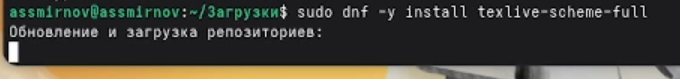 assmirnov@assmirnov:~/Загрузки$ sudo dnf -y install texlive-scheme-full
Обновление и загрузка репозиториев: